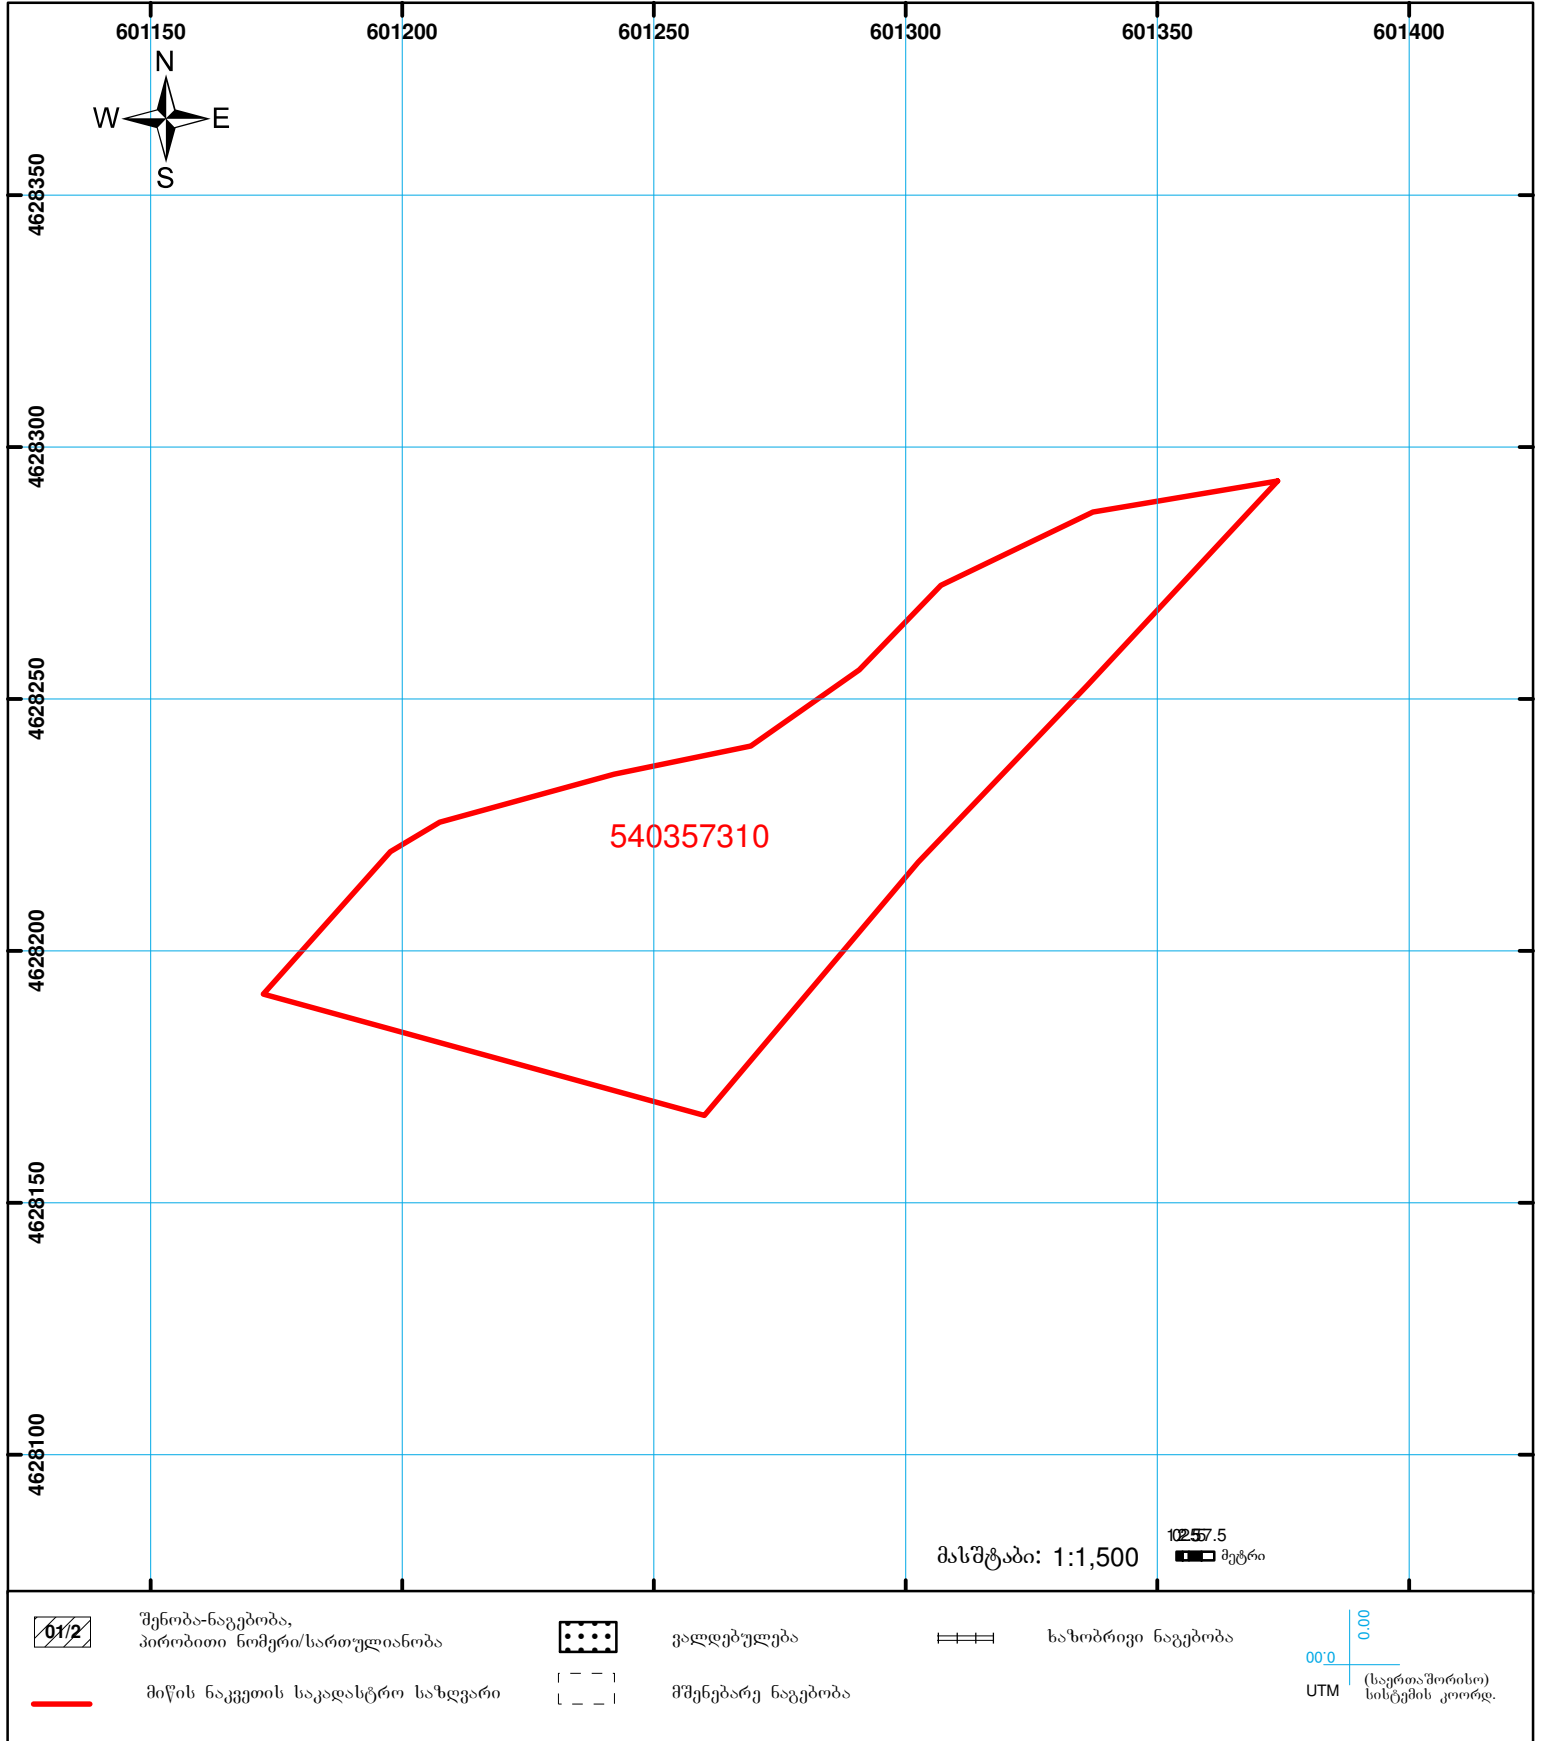 601150 601200 601250 601300 601350 601400
N
W E
S
4628350
4628300
4628250
4628200
4628150
4628100
540357310
მასშტაბი: 1:1,500
მეტრი
01/2
შენობა-ნაგებობა,
პირობითი ნომერი/სართულიანობა
ვალდებულება
ხაზობრივი ნაგებობა
მიწის ნაკვეთის საკადასტრო საზღვარი
მშენებარე ნაგებობა
0.00
0.00
UTM
(საერთაშორისო)
სისტემის კოორდ.